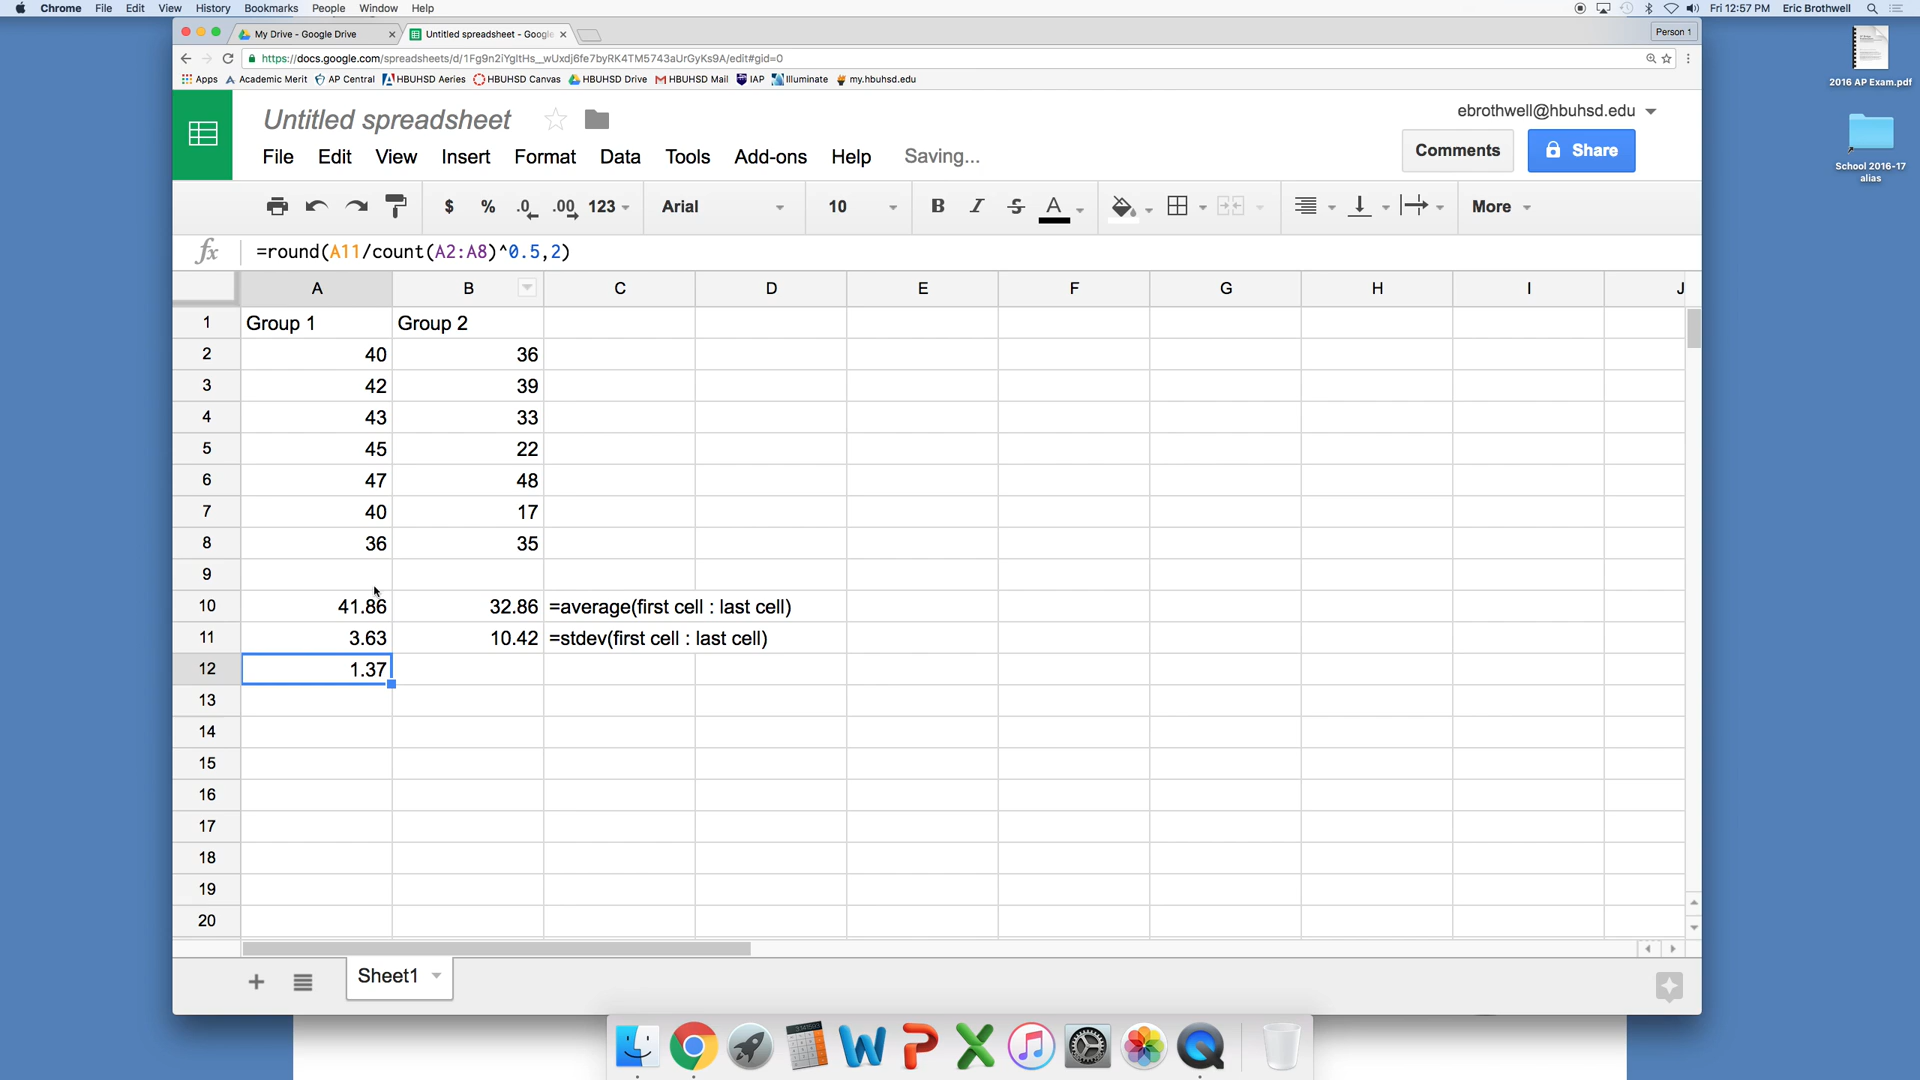 Chrome File Edit View History Bookmarks People Window Help Fri 12:57 PM Eric Brothwell
My Drive - Google Drive Untitled spreadsheet - Google Person 1
https://docs.google.com/spreadsheets/d/1Fg9n2iYgItHs_wUxdj6fe7byRK4TM5743aUrGyKs9A/edit#gid=0
Apps Academic Merit AP Central HBUHSD Aeries HBUHSD Canvas HBUHSD Drive HBUHSD Mail IAP Illuminate my.hbuhsd.edu
2016 AP Exam.pdf
School 2016-17
alias
Untitled spreadsheet
ebrothwell@hbuhsd.edu
File Edit View Insert Format Data Tools Add-ons Help Saving...
Comments Share
$ % .0 .00 123 Arial 10 B I S A More
fx =round(A11/count(A2:A8)^0.5,2)
A B C D E F G H I J
1 Group 1 Group 2
2 40 36
3 42 39
4 43 33
5 45 22
6 47 48
7 40 17
8 36 35
9
10 41.86 32.86 =average(first cell : last cell)
11 3.63 10.42 =stdev(first cell : last cell)
12 1.37
13
14
15
16
17
18
19
20
Sheet1